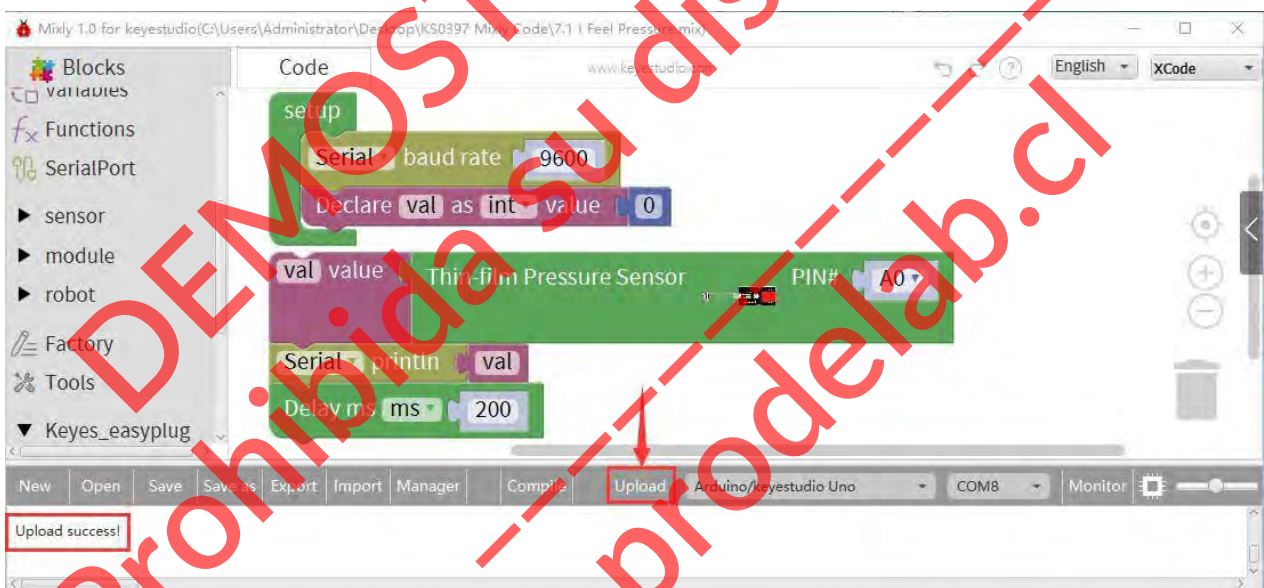 Mixly 1.0 for keyestudio(C:\Users\Administrator\Desktop\KS0397 Mixly Code\7.1 I Feel Pressure.mix)
Blocks
Code
www.keyestudio.com
English
XCode
Variables
Functions
SerialPort
sensor
module
robot
Factory
Tools
Keyes_easyplug
setup
Serial baud rate 9600
Declare val as int value 0
val value Thin-film Pressure Sensor PIN# A0
Serial println val
Delay ms ms 200
New Open Save Save as Export Import Manager Compile Upload Arduino/keyestudio Uno COM8 Monitor
Upload success!
DEMOST
Prohibida su dis
prodelab.cl